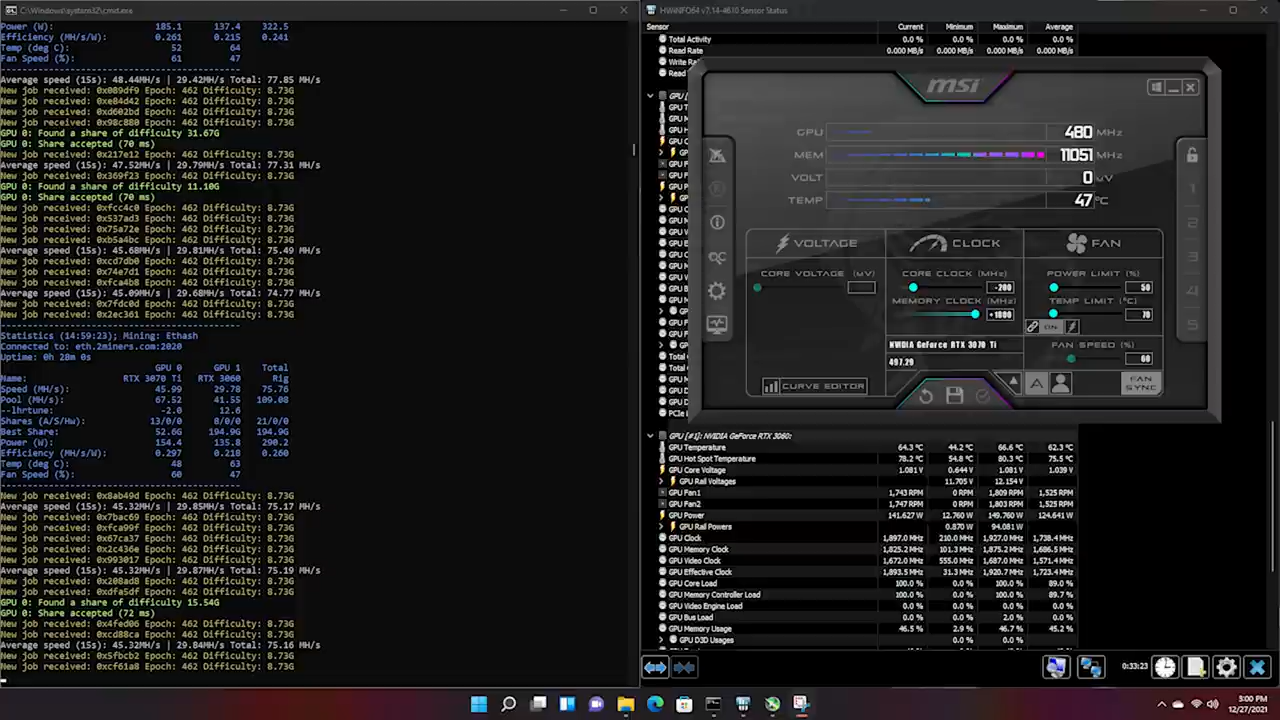 C:\Windows\system32\cmd.exe
Power (W): 185.1 137.4 322.5
Efficiency (MH/s/W): 0.261 0.215 0.241
Temp (deg C): 52 64
Fan Speed (%): 61 47
Average speed (15s): 48.44MH/s | 29.42MH/s Total: 77.85 MH/s
New job received: 0x089df9 Epoch: 462 Difficulty: 8.73G
New job received: 0xe84d42 Epoch: 462 Difficulty: 8.73G
New job received: 0xd602bd Epoch: 462 Difficulty: 8.73G
New job received: 0x98c880 Epoch: 462 Difficulty: 8.73G
GPU 0: Found a share of difficulty 31.67G
GPU 0: Share accepted (70 ms)
New job received: 0x217e12 Epoch: 462 Difficulty: 8.73G
Average speed (15s): 47.52MH/s | 29.79MH/s Total: 77.31 MH/s
New job received: 0x369f23 Epoch: 462 Difficulty: 8.73G
GPU 0: Found a share of difficulty 11.10G
GPU 0: Share accepted (70 ms)
New job received: 0xfcc420 Epoch: 462 Difficulty: 8.73G
New job received: 0x537ad3 Epoch: 462 Difficulty: 8.73G
New job received: 0x75a72e Epoch: 462 Difficulty: 8.73G
New job received: 0xb5a4bc Epoch: 462 Difficulty: 8.73G
Average speed (15s): 45.68MH/s | 29.81MH/s Total: 75.49 MH/s
New job received: 0xcd7db0 Epoch: 462 Difficulty: 8.73G
New job received: 0x74e7d1 Epoch: 462 Difficulty: 8.73G
New job received: 0xfca4b8 Epoch: 462 Difficulty: 8.73G
Average speed (15s): 45.09MH/s | 29.68MH/s Total: 74.77 MH/s
New job received: 0x7fdc0d Epoch: 462 Difficulty: 8.73G
New job received: 0x2ec361 Epoch: 462 Difficulty: 8.73G
Statistics (14:59:23); Mining: Ethash
Connected to: eth.2miners.com:2020
Uptime: 0h 28m 0s
GPU 0 GPU 1 Total
Name: RTX 3070 Ti RTX 3060 Rig
Speed (MH/s): 45.99 29.78 75.76
Pool (MH/s): 67.52 41.55 109.08
--lhrtune: -2.0 12.6
Shares (A/S/Hw): 13/0/0 8/0/0 21/0/0
Best Share: 52.6G 194.9G 194.9G
Power (W): 154.4 135.8 290.2
Efficiency (MH/s/W): 0.297 0.218 0.260
Temp (deg C): 48 63
Fan Speed (%): 60 47
New job received: 0x8ab49d Epoch: 462 Difficulty: 8.73G
Average speed (15s): 45.32MH/s | 29.85MH/s Total: 75.17 MH/s
New job received: 0x7bac69 Epoch: 462 Difficulty: 8.73G
New job received: 0xfca99f Epoch: 462 Difficulty: 8.73G
New job received: 0x67ca37 Epoch: 462 Difficulty: 8.73G
New job received: 0x2c436e Epoch: 462 Difficulty: 8.73G
New job received: 0x993017 Epoch: 462 Difficulty: 8.73G
Average speed (15s): 45.32MH/s | 29.87MH/s Total: 75.19 MH/s
New job received: 0x208ad8 Epoch: 462 Difficulty: 8.73G
New job received: 0xdfa5df Epoch: 462 Difficulty: 8.73G
GPU 0: Found a share of difficulty 15.54G
GPU 0: Share accepted (72 ms)
New job received: 0x4fed06 Epoch: 462 Difficulty: 8.73G
New job received: 0xcd88ca Epoch: 462 Difficulty: 8.73G
Average speed (15s): 45.32MH/s | 29.84MH/s Total: 75.16 MH/s
New job received: 0x5fbcb2 Epoch: 462 Difficulty: 8.73G
New job received: 0xcf61a8 Epoch: 462 Difficulty: 8.73G
HWiNFO64 v7.14-4610 Sensor Status
Sensor Current Minimum Maximum Average
Total Activity 0.0 % 0.0 % 0.0 % 0.0 %
Read Rate 0.000 MB/s 0.000 MB/s 0.000 MB/s 0.000 MB/s
msi
GPU 480 MHz
MEM 11051 MHz
VOLT 0 mV
TEMP 47 °C
VOLTAGE CLOCK FAN
CORE VOLTAGE (MV) CORE CLOCK (MHz) -200 POWER LIMIT (%) 50
MEMORY CLOCK (MHz) +1800 TEMP LIMIT (°C) 70
ON
NVIDIA GeForce RTX 3070 Ti
497.29
FAN SPEED (%) 60
CURVE EDITOR
A
FAN SYNC
1
2
3
4
5
GPU [#1]: NVIDIA GeForce RTX 3060:
GPU Temperature 64.3 °C 44.2 °C 66.6 °C 62.3 °C
GPU Hot Spot Temperature 78.2 °C 54.8 °C 80.3 °C 75.5 °C
GPU Core Voltage 1.081 V 0.644 V 1.081 V 1.039 V
GPU Rail Voltages 11.705 V 12.154 V
GPU Fan1 1,743 RPM 0 RPM 1,809 RPM 1,525 RPM
GPU Fan2 1,747 RPM 0 RPM 1,803 RPM 1,525 RPM
GPU Power 141.627 W 12.760 W 149.760 W 124.641 W
GPU Rail Powers 0.870 W 94.081 W
GPU Clock 1,897.0 MHz 210.0 MHz 1,927.0 MHz 1,738.4 MHz
GPU Memory Clock 1,825.2 MHz 101.3 MHz 1,875.2 MHz 1,686.5 MHz
GPU Video Clock 1,672.0 MHz 555.0 MHz 1,687.0 MHz 1,571.4 MHz
GPU Effective Clock 1,893.5 MHz 31.3 MHz 1,920.7 MHz 1,723.4 MHz
GPU Core Load 100.0 % 0.0 % 100.0 % 89.0 %
GPU Memory Controller Load 100.0 % 0.0 % 100.0 % 89.7 %
GPU Video Engine Load 0.0 % 0.0 % 0.0 % 0.0 %
GPU Bus Load 0.0 % 0.0 % 2.0 % 0.0 %
GPU Memory Usage 46.5 % 2.9 % 46.7 % 45.2 %
GPU D3D Usages 0.0 % 0.0 %
0:33:23
3:00 PM
12/27/2021